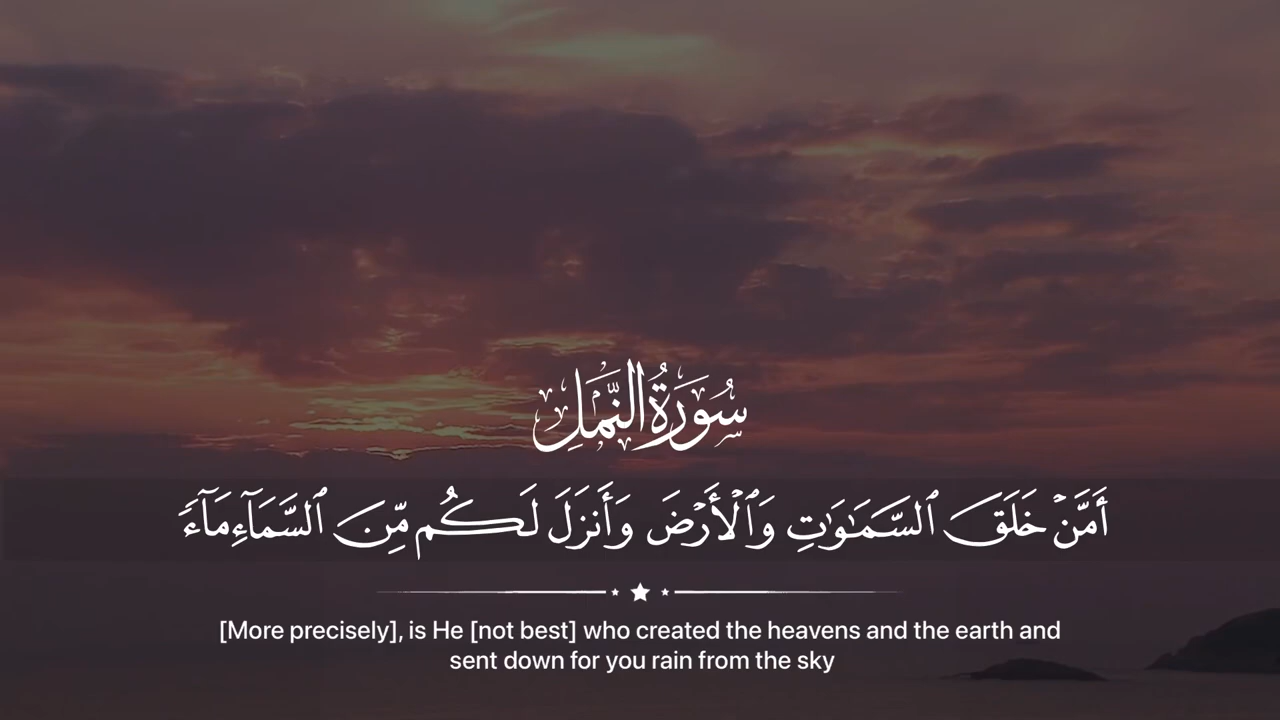 سُورَةُ النَّمْلِ
أَمَّنْ خَلَقَ ٱلسَّمَـٰوَٰتِ وَٱلْأَرْضَ وَأَنزَلَ لَكُم مِّنَ ٱلسَّمَآءِ مَآءً
[More precisely], is He [not best] who created the heavens and the earth and
sent down for you rain from the sky